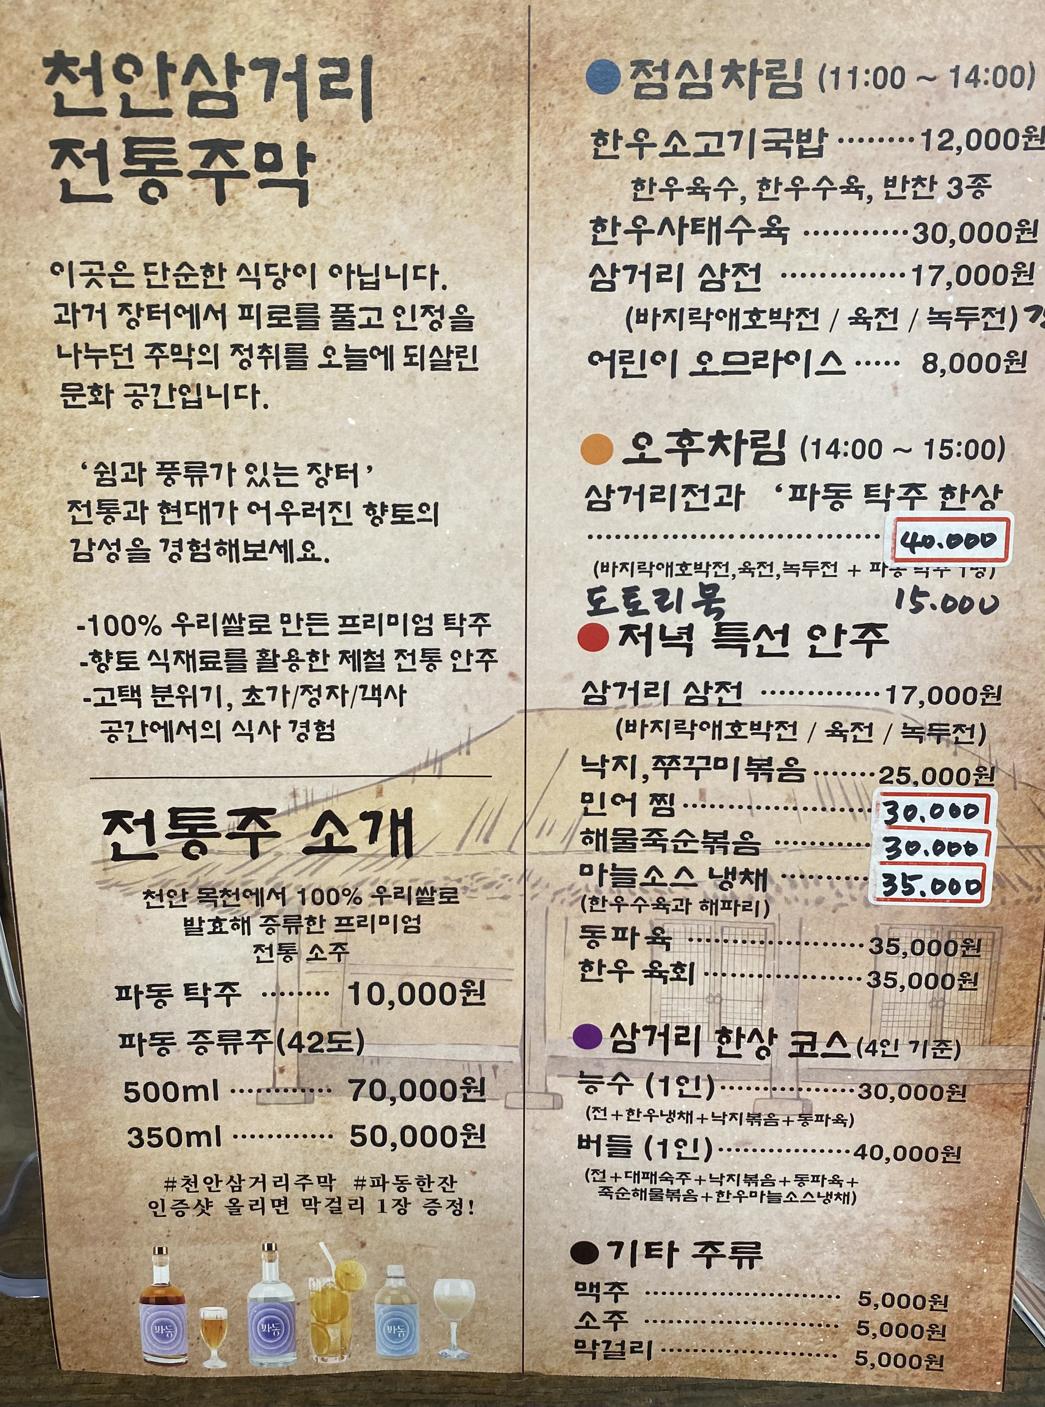 천안삼거리
전통주막
이곳은 단순한 식당이 아닙니다.
과거 장터에서 피로를 풀고 인정을
나누던 주막의 정취를 오늘에 되살린
문화 공간입니다.
‘쉼과 풍류가 있는 장터’
전통과 현대가 어우러진 향토의
감성을 경험해보세요.
-100% 우리쌀로 만든 프리미엄 탁주
-향토 식재료를 활용한 제철 전통 안주
-고택 분위기, 초가/정자/객사
공간에서의 식사 경험
전통주 소개
천안 목천에서 100% 우리쌀로
발효해 증류한 프리미엄
전통 소주
파동 탁주 ········ 10,000원
파동 증류주(42도)
500ml ············ 70,000원
350ml ············ 50,000원
#천안삼거리주막 #파동한잔
인증샷 올리면 막걸리 1장 증정!
파동
파동
파동
점심차림 (11:00 ~ 14:00)
한우소고기국밥 ········ 12,000원
한우육수, 한우수육, 반찬 3종
한우사태수육 ··········· 30,000원
삼거리 삼전 ············· 17,000원
(바지락애호박전 / 육전 / 녹두전)
어린이 오므라이스 ····· 8,000원
오후차림 (14:00 ~ 15:00)
삼거리전과 ‘파동 탁주 한상
······························ 40.000
(바지락애호박전,육전,녹두전 + 파동 탁주 1병)
도토리묵 15.000
저녁 특선 안주
삼거리 삼전 ············· 17,000원
(바지락애호박전 / 육전 / 녹두전)
낙지,쭈꾸미볶음 ······· 25,000원
민어 찜 ····················· 30.000
해물죽순볶음 ··········· 30.000
마늘소스 냉채 ·········· 35.000
(한우수육과 해파리)
동파육 ··················· 35,000원
한우 육회 ················· 35,000원
삼거리 한상 코스(4인 기준)
능수 (1인) ··············· 30,000원
(전+한우냉채+낙지볶음+동파육)
버들 (1인) ··············· 40,000원
(전+대패숙주+낙지볶음+동파육+
죽순해물볶음+한우마늘소스냉채)
기타 주류
맥주 ······················ 5,000원
소주 ······················ 5,000원
막걸리 ···················· 5,000원